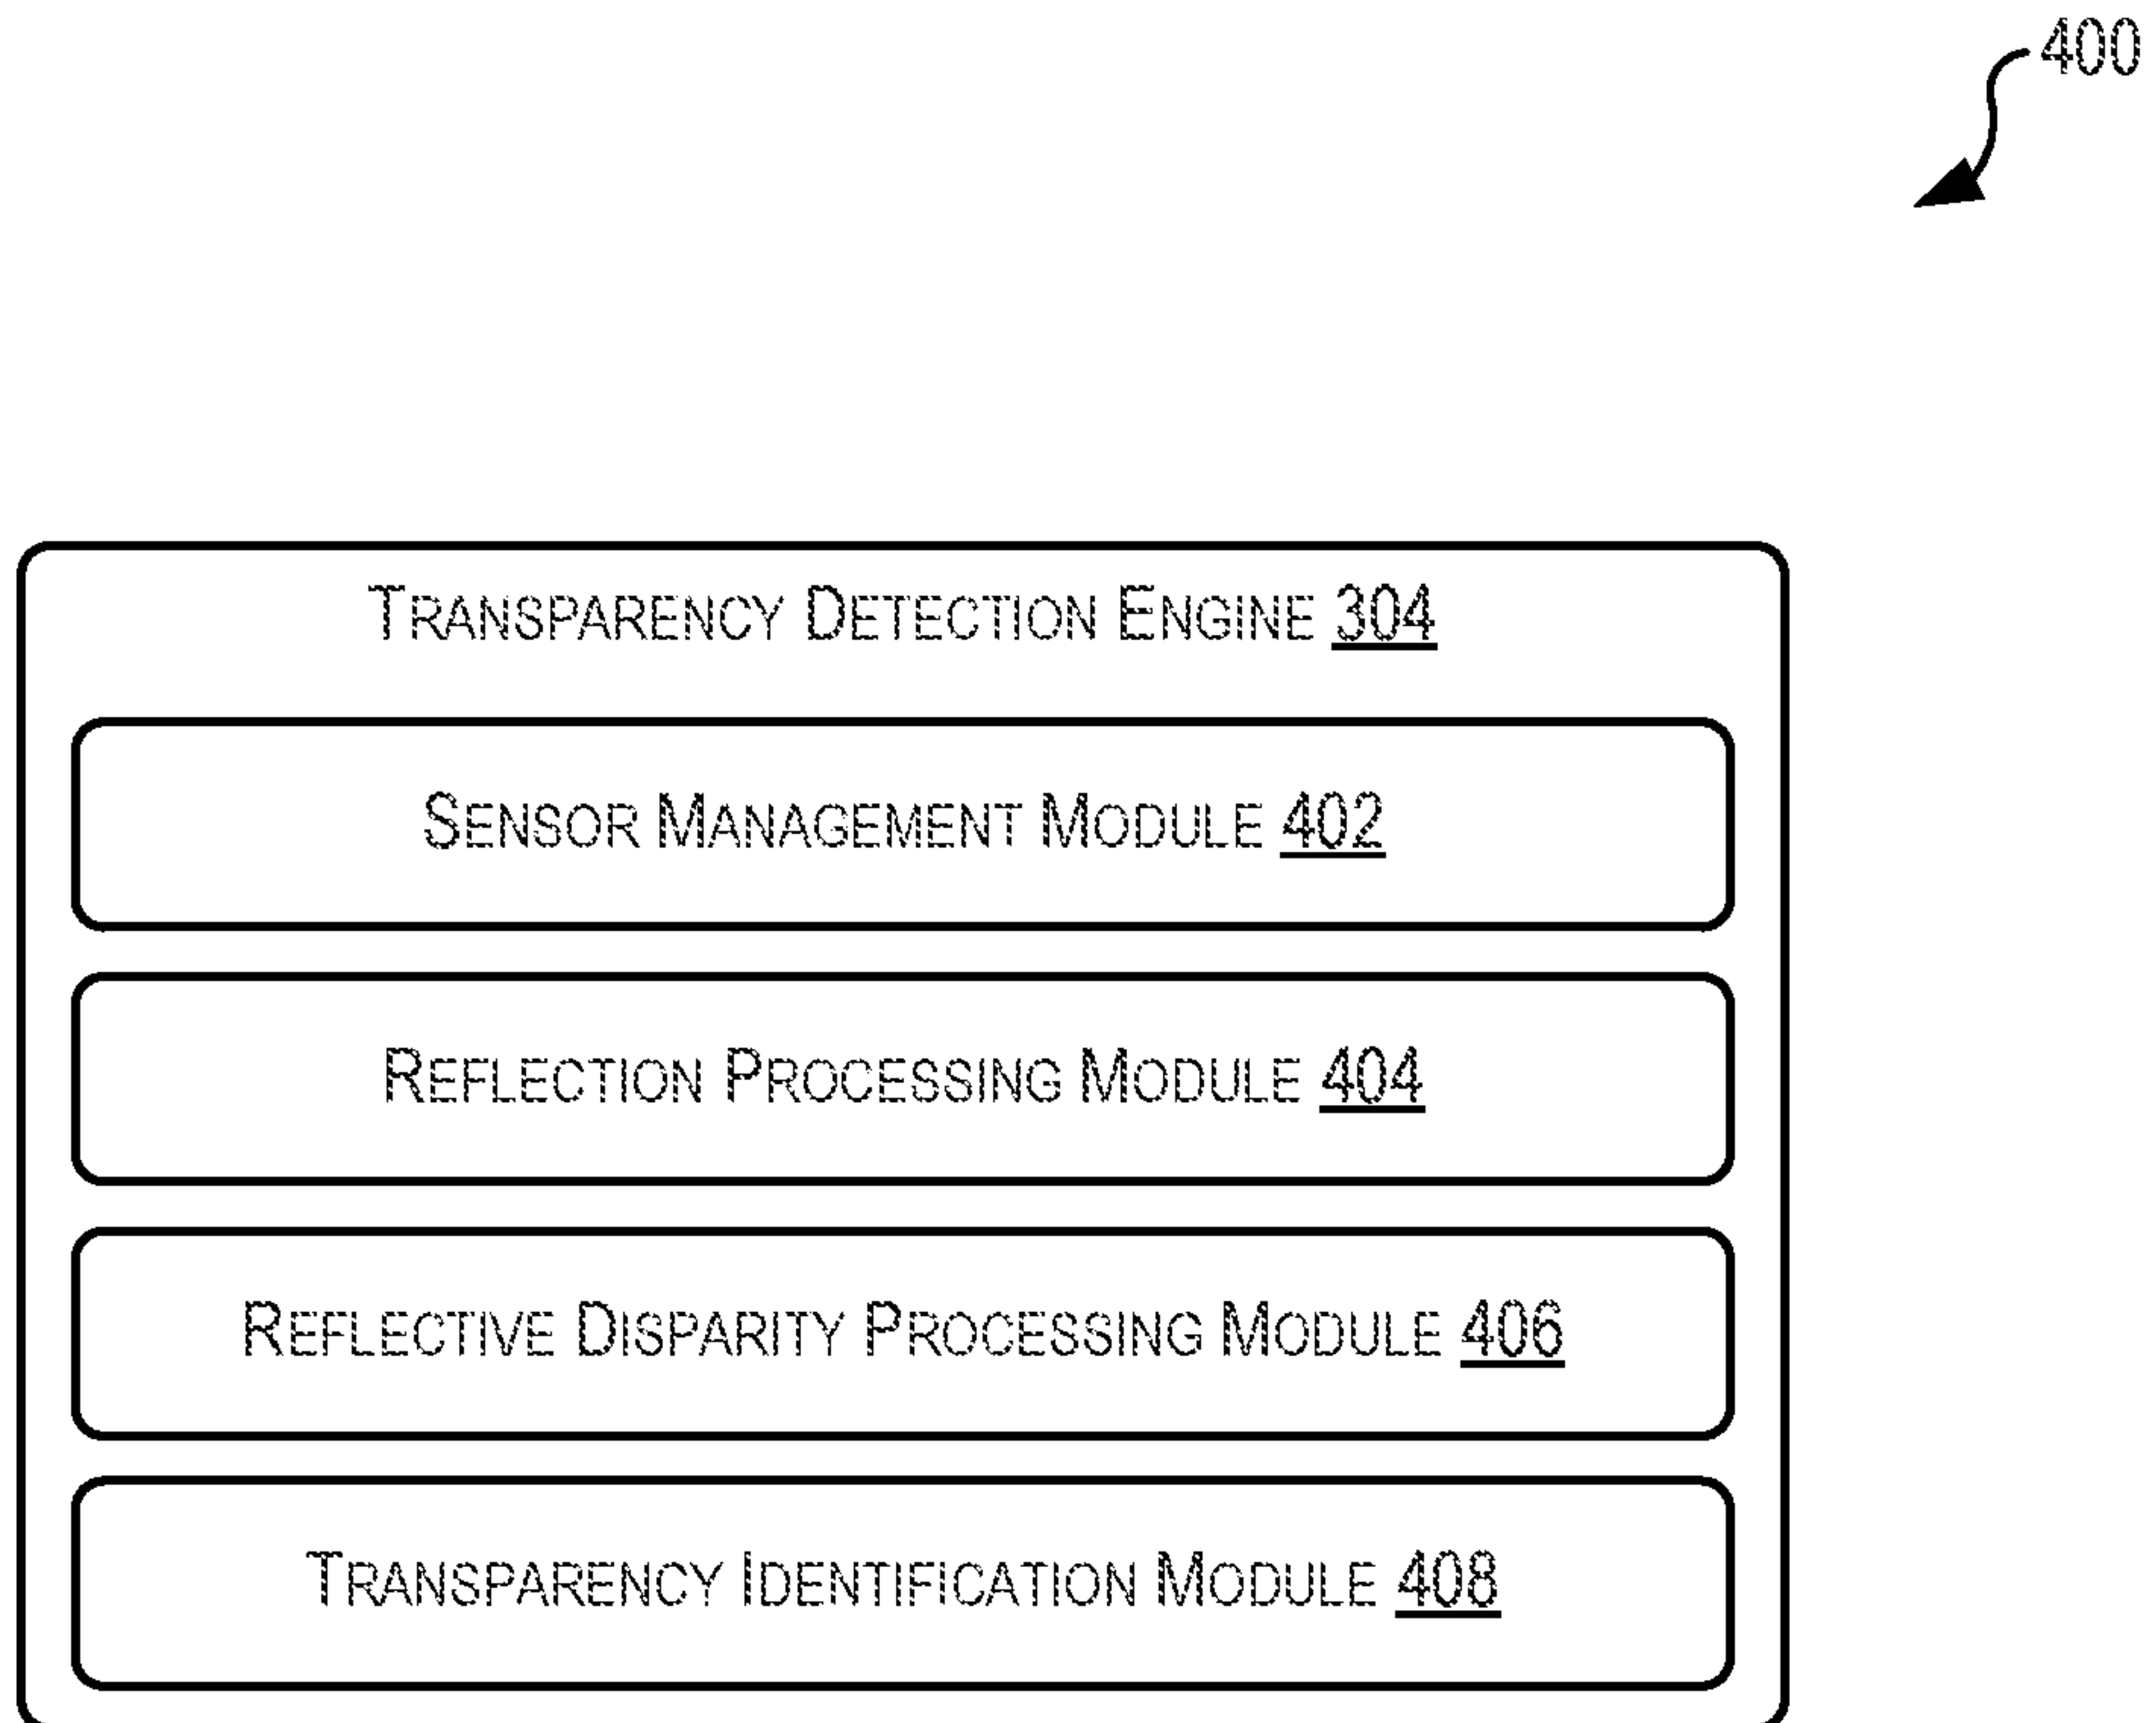 400
TRANSPARENCY DETECTION ENGINE 304
SENSOR MANAGEMENT MODULE 402
REFLECTION PROCESSING MODULE 404
REFLECTIVE DISPARITY PROCESSING MODULE 406
TRANSPARENCY IDENTIFICATION MODULE 408